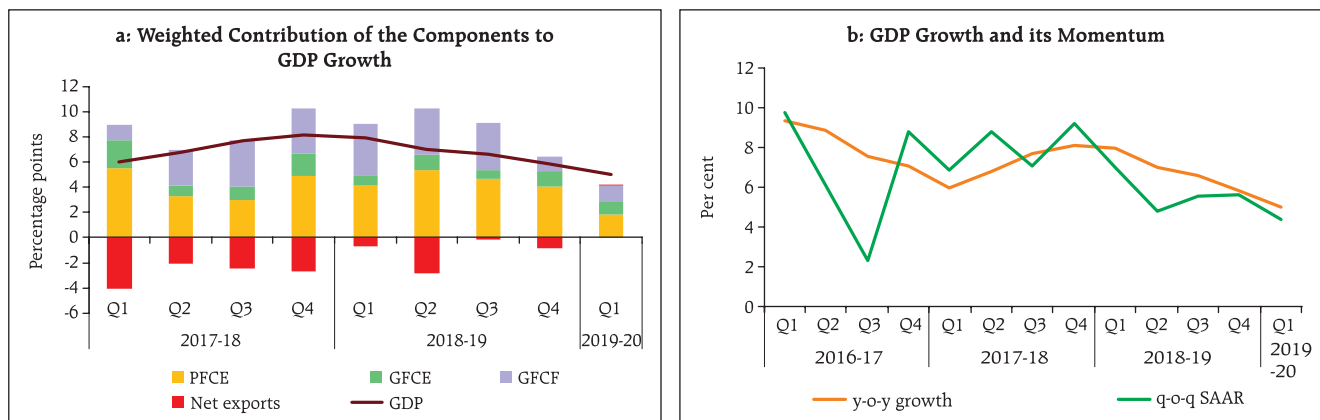 a: Weighted Contribution of the Components to
GDP Growth
Percentage points
12
10
8
6
4
2
0
-2
-4
-6
Q1 Q2 Q3 Q4 Q1 Q2 Q3 Q4 Q1
2017-18 2018-19 2019-20
PFCE GFCE GFCF
Net exports GDP
b: GDP Growth and its Momentum
Per cent
12
10
8
6
4
2
0
Q1 Q2 Q3 Q4 Q1 Q2 Q3 Q4 Q1 Q2 Q3 Q4 Q1
2016-17 2017-18 2018-19 2019
-20
y-o-y growth q-o-q SAAR